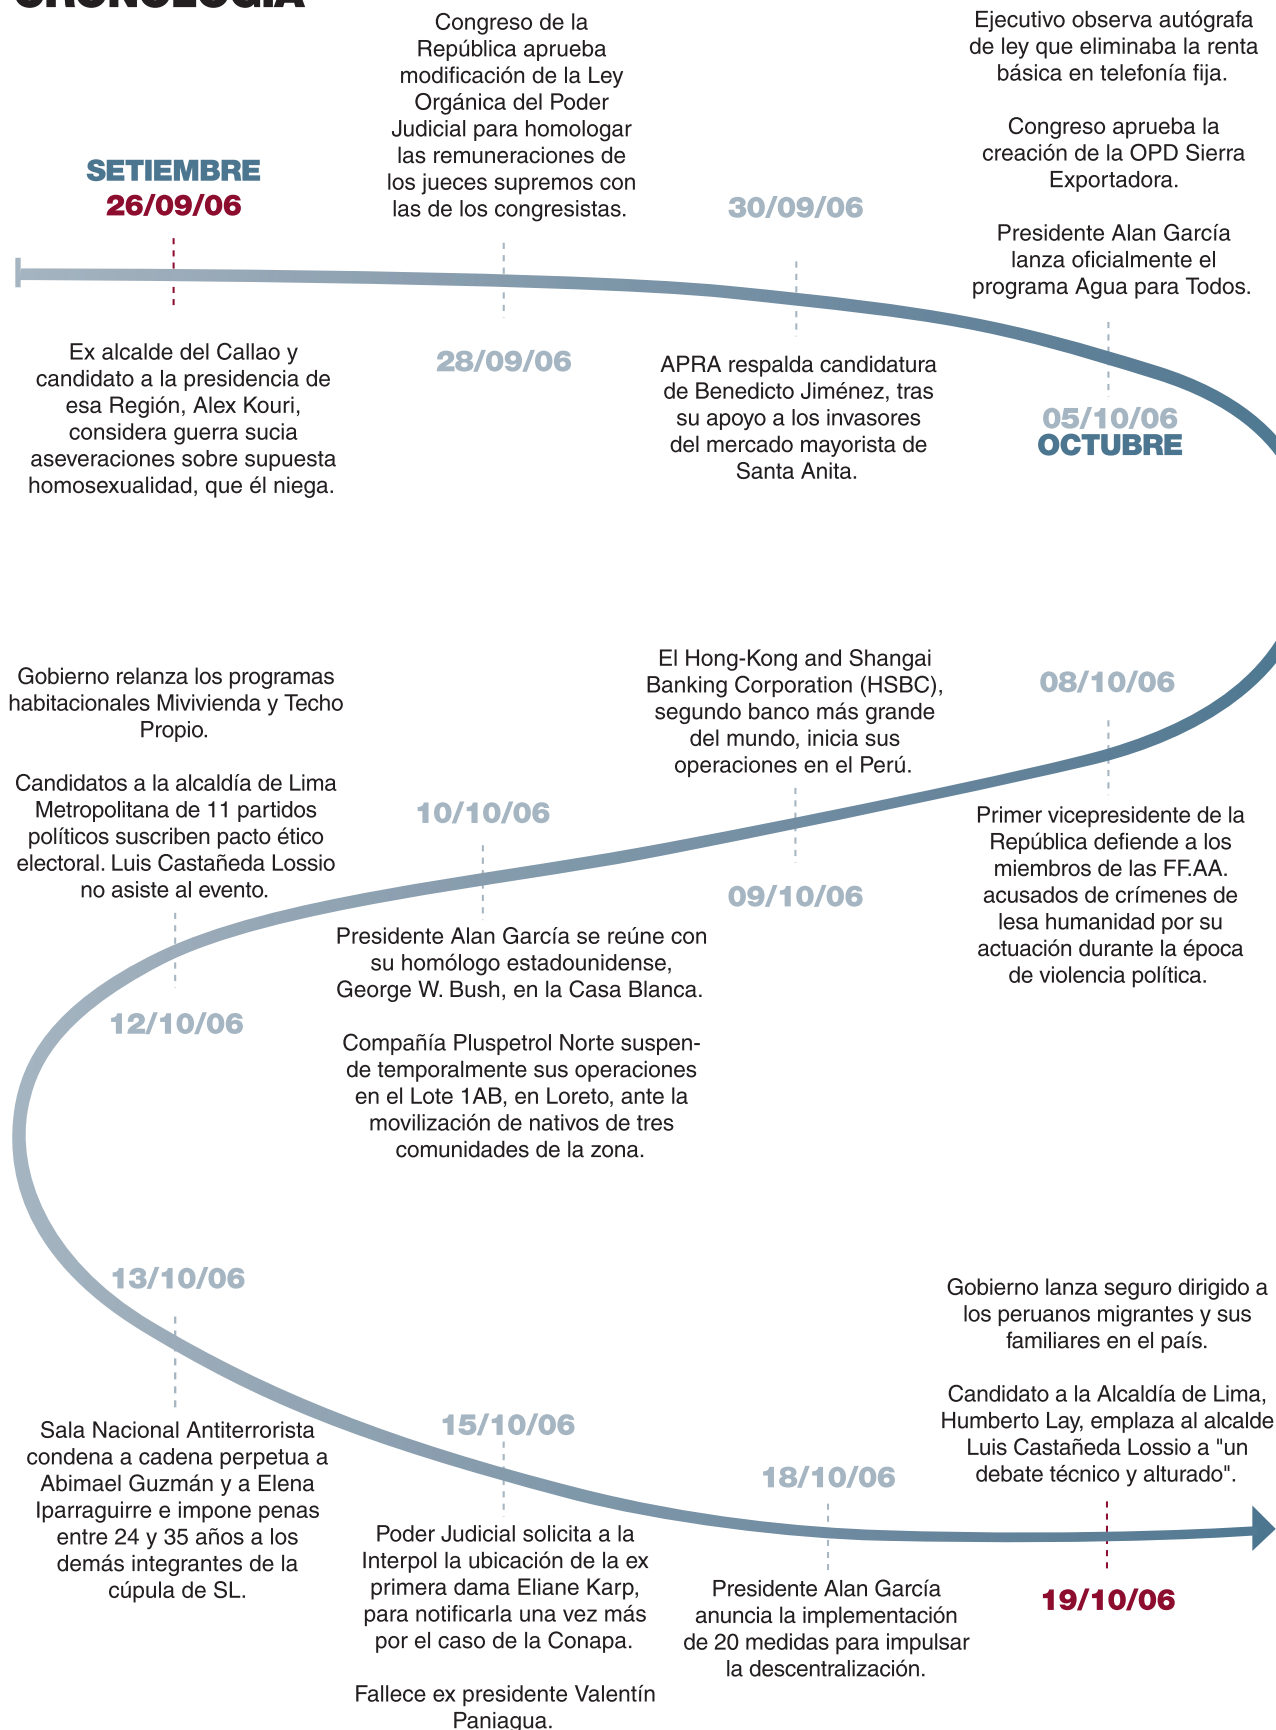 CRONOLOGÍA
SETIEMBRE
26/09/06
Ex alcalde del Callao y
candidato a la presidencia de
esa Región, Alex Kouri,
considera guerra sucia
aseveraciones sobre supuesta
homosexualidad, que él niega.
Congreso de la
República aprueba
modificación de la Ley
Orgánica del Poder
Judicial para homologar
las remuneraciones de
los jueces supremos con
las de los congresistas.
28/09/06
30/09/06
APRA respalda candidatura
de Benedicto Jiménez, tras
su apoyo a los invasores
del mercado mayorista de
Santa Anita.
Ejecutivo observa autógrafa
de ley que eliminaba la renta
básica en telefonía fija.
Congreso aprueba la
creación de la OPD Sierra
Exportadora.
Presidente Alan García
lanza oficialmente el
programa Agua para Todos.
05/10/06
OCTUBRE
08/10/06
Primer vicepresidente de la
República defiende a los
miembros de las FF.AA.
acusados de crímenes de
lesa humanidad por su
actuación durante la época
de violencia política.
El Hong-Kong and Shangai
Banking Corporation (HSBC),
segundo banco más grande
del mundo, inicia sus
operaciones en el Perú.
09/10/06
10/10/06
Presidente Alan García se reúne con
su homólogo estadounidense,
George W. Bush, en la Casa Blanca.
Compañía Pluspetrol Norte suspen-
de temporalmente sus operaciones
en el Lote 1AB, en Loreto, ante la
movilización de nativos de tres
comunidades de la zona.
Gobierno relanza los programas
habitacionales Mivivienda y Techo
Propio.
Candidatos a la alcaldía de Lima
Metropolitana de 11 partidos
políticos suscriben pacto ético
electoral. Luis Castañeda Lossio
no asiste al evento.
12/10/06
13/10/06
Sala Nacional Antiterrorista
condena a cadena perpetua a
Abimael Guzmán y a Elena
Iparraguirre e impone penas
entre 24 y 35 años a los
demás integrantes de la
cúpula de SL.
15/10/06
Poder Judicial solicita a la
Interpol la ubicación de la ex
primera dama Eliane Karp,
para notificarla una vez más
por el caso de la Conapa.
Fallece ex presidente Valentín
Paniagua.
18/10/06
Presidente Alan García
anuncia la implementación
de 20 medidas para impulsar
la descentralización.
Gobierno lanza seguro dirigido a
los peruanos migrantes y sus
familiares en el país.
Candidato a la Alcaldía de Lima,
Humberto Lay, emplaza al alcalde
Luis Castañeda Lossio a "un
debate técnico y alturado".
19/10/06